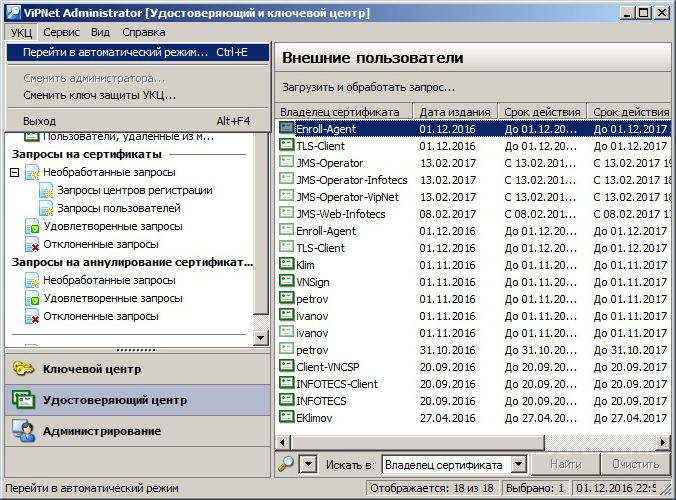 ViPNet Administrator [Удостоверяющий и ключевой центр]
УКЦ Сервис Вид Справка
Перейти в автоматический режим... Ctrl+E
Сменить администратора...
Сменить ключ защиты УКЦ...
Выход Alt+F4
Пользователи, удаленные из м...
Запросы на сертификаты
Необработанные запросы
Запросы центров регистрации
Запросы пользователей
Удовлетворенные запросы
Отклоненные запросы
Запросы на аннулирование сертификат...
Необработанные запросы
Удовлетворенные запросы
Отклоненные запросы
Ключевой центр
Удостоверяющий центр
Администрирование
Внешние пользователи
Загрузить и обработать запрос...
Владелец сертификата Дата издания Срок действия Срок действия
Enroll-Agent 01.12.2016 До 01.12.20... До 01.12.2017
TLS-Client 01.12.2016 До 01.12.20... До 01.12.2017
JMS-Operator 13.02.2017 С 13.02.201... С 13.02.2017 19
JMS-Operator-Infotecs 13.02.2017 С 13.02.201... С 13.02.2017 18
JMS-Operator-VipNet 13.02.2017 С 13.02.201... С 13.02.2017 18
JMS-Web-Infotecs 08.02.2017 С 08.02.201... С 08.02.2017
Enroll-Agent 01.12.2016 До 01.12.20... До 01.12.2017
TLS-Client 01.12.2016 До 01.12.20... До 01.12.2017
Klim 01.11.2016 До 01.11.20... До 01.11.2017
VNSign 01.11.2016 До 01.11.20... До 01.11.2017
petrov 01.11.2016 До 01.11.20... До 01.11.2017
ivanov 01.11.2016 До 01.11.20... До 01.11.2017
ivanov 01.11.2016 До 01.11.20... До 01.11.2017
petrov 31.10.2016 До 31.10.20... До 31.10.2017
Client-VNCSP 20.09.2016 До 20.09.20... До 20.09.2017
INFOTECS-Client 20.09.2016 До 20.09.20... До 20.09.2017
INFOTECS 20.09.2016 До 20.09.20... До 20.09.2017
EKlimov 27.04.2016 До 27.04.20... До 27.04.2017
Искать в: Владелец сертификата Найти Очистить
Перейти в автоматический режим Отображается: 18 из 18 Выбрано: 1 01.12.2016 22:5